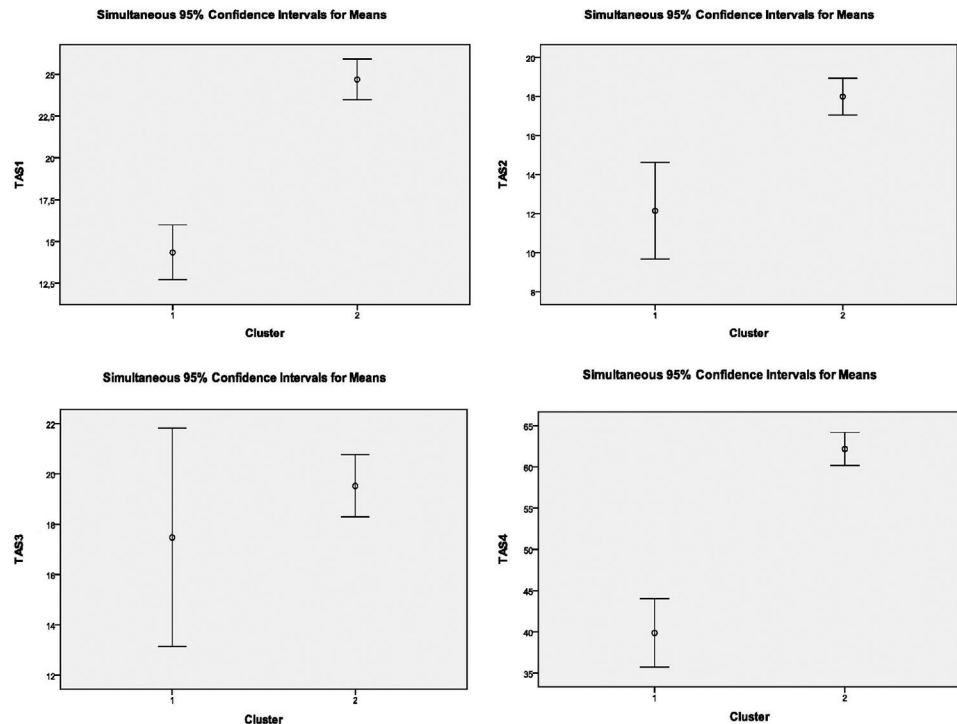 Simultaneous 95% Confidence Intervals for Means
TAS1
25
22,5
20
17,5
15
12,5
1 2
Cluster
Simultaneous 95% Confidence Intervals for Means
TAS2
20
18
16
14
12
10
8
1 2
Cluster
Simultaneous 95% Confidence Intervals for Means
TAS3
22
20
18
16
14
12
1 2
Cluster
Simultaneous 95% Confidence Intervals for Means
TAS4
65
60
55
50
45
40
35
1 2
Cluster